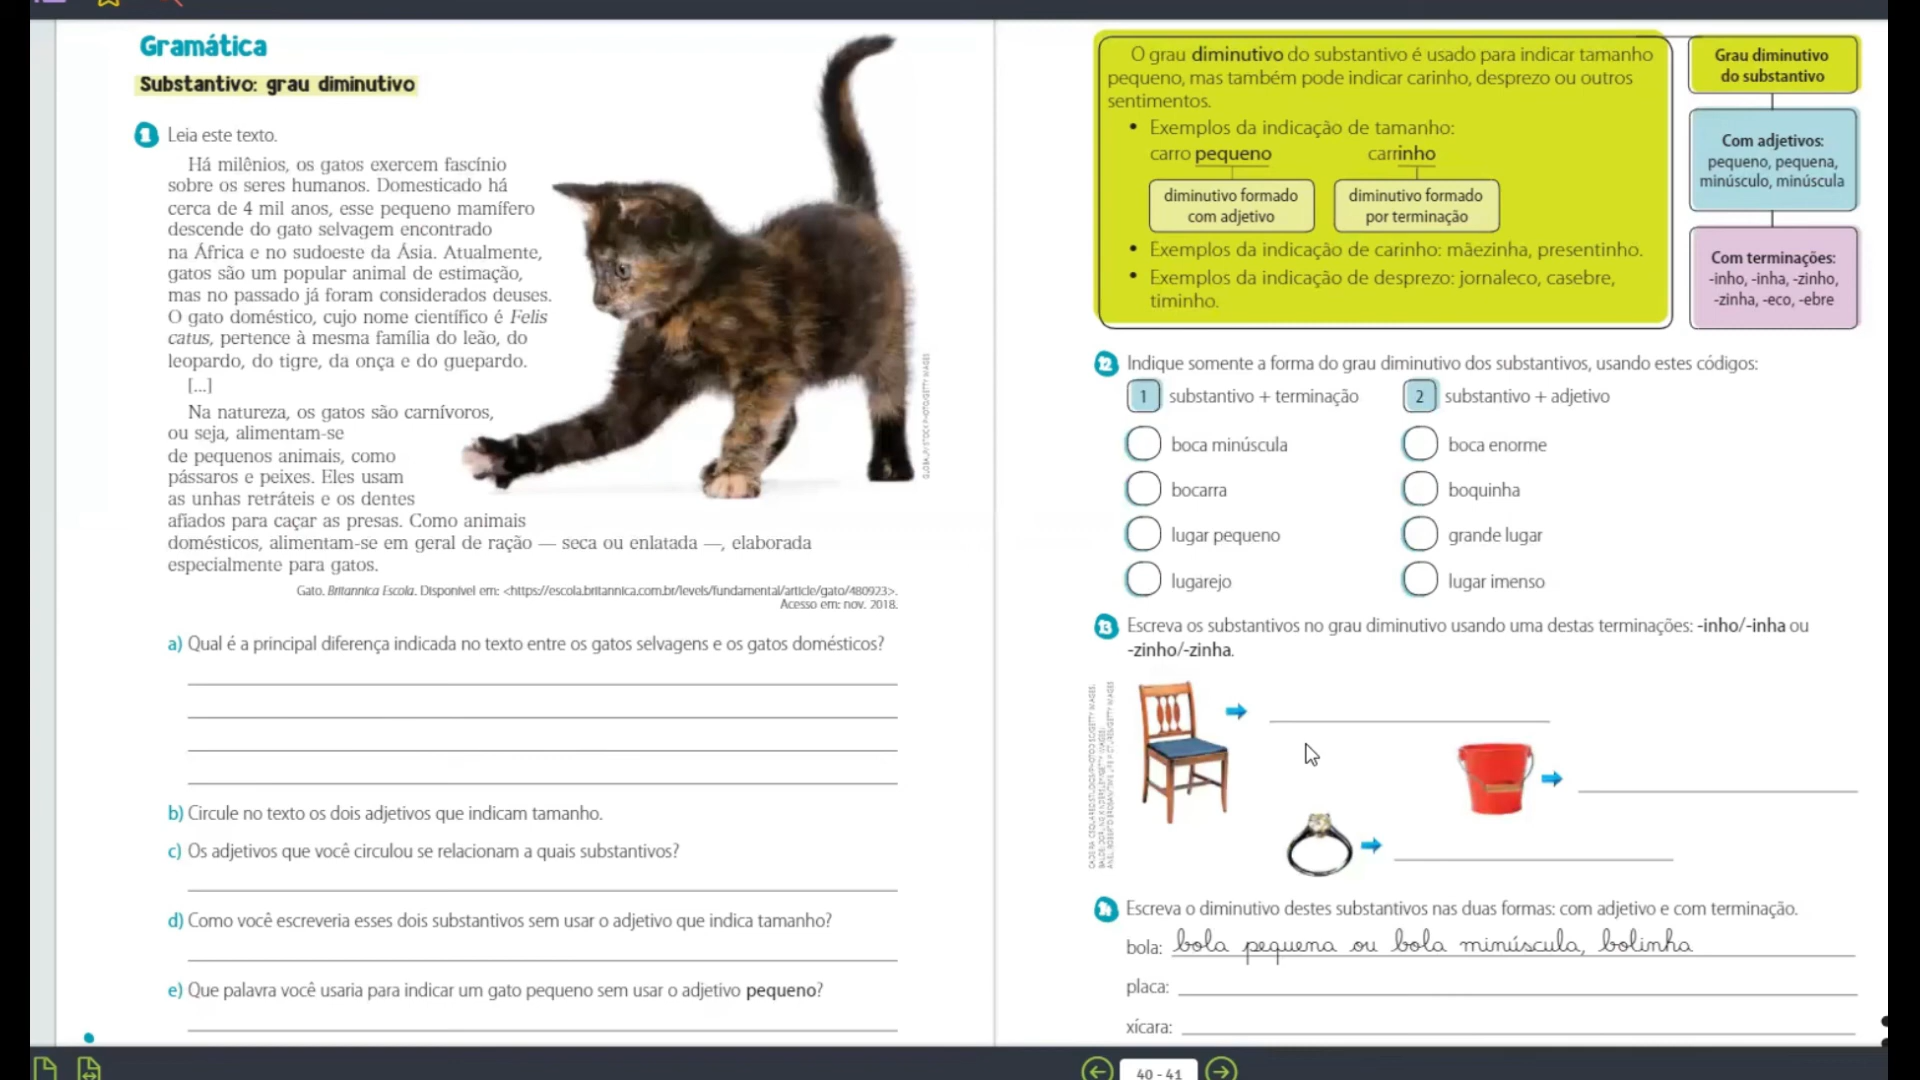 Gramática
Substantivo: grau diminutivo
Leia este texto.
Há milênios, os gatos exercem fascínio
sobre os seres humanos. Domesticado há
cerca de 4 mil anos, esse pequeno mamífero
descende do gato selvagem encontrado
na África e no sudoeste da Ásia. Atualmente,
gatos são um popular animal de estimação,
mas no passado já foram considerados deuses.
O gato doméstico, cujo nome científico é Felis
catus, pertence à mesma família do leão, do
leopardo, do tigre, da onça e do guepardo.
[...]
Na natureza, os gatos são carnívoros,
ou seja, alimentam-se
de pequenos animais, como
pássaros e peixes. Eles usam
as unhas retráteis e os dentes
afiados para caçar as presas. Como animais
domésticos, alimentam-se em geral de ração — seca ou enlatada —, elaborada
especialmente para gatos.
Gato. Britannica Escola. Disponível em: <https://escola.britannica.com.br/levels/fundamental/article/gato/480923>.
Acesso em: nov. 2018.
a) Qual é a principal diferença indicada no texto entre os gatos selvagens e os gatos domésticos?
b) Circule no texto os dois adjetivos que indicam tamanho.
c) Os adjetivos que você circulou se relacionam a quais substantivos?
d) Como você escreveria esses dois substantivos sem usar o adjetivo que indica tamanho?
e) Que palavra você usaria para indicar um gato pequeno sem usar o adjetivo pequeno?
O grau diminutivo do substantivo é usado para indicar tamanho
pequeno, mas também pode indicar carinho, desprezo ou outros
sentimentos.
• Exemplos da indicação de tamanho:
carro pequeno carrinho
diminutivo formado
com adjetivo
diminutivo formado
por terminação
• Exemplos da indicação de carinho: mãezinha, presentinho.
• Exemplos da indicação de desprezo: jornaleco, casebre,
timinho.
Grau diminutivo
do substantivo
Com adjetivos:
pequeno, pequena,
minúsculo, minúscula
Com terminações:
-inho, -inha, -zinho,
-zinha, -eco, -ebre
12 Indique somente a forma do grau diminutivo dos substantivos, usando estes códigos:
1 substantivo + terminação 2 substantivo + adjetivo
boca minúscula boca enorme
bocarra boquinha
lugar pequeno grande lugar
lugarejo lugar imenso
13 Escreva os substantivos no grau diminutivo usando uma destas terminações: -inho/-inha ou
-zinho/-zinha.
Escreva o diminutivo destes substantivos nas duas formas: com adjetivo e com terminação.
bola: bola pequena ou bola minúscula, bolinha
placa:
xícara:
40 - 41